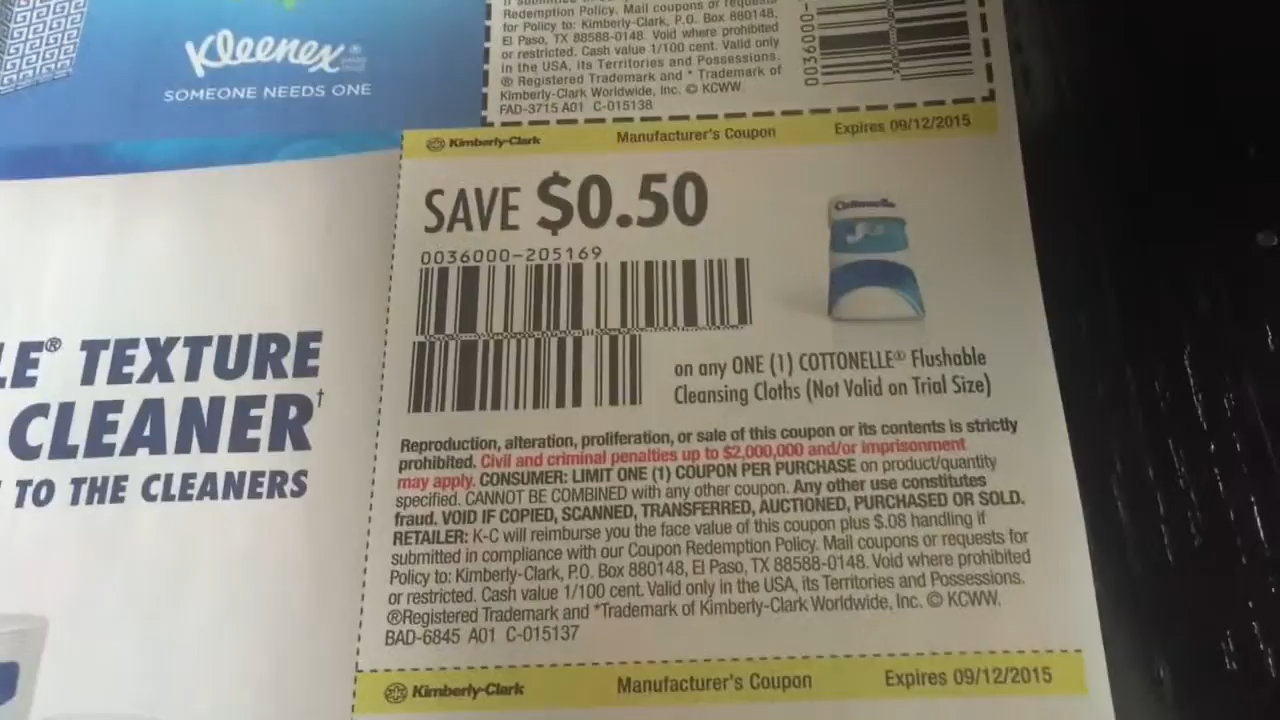 Kleenex®
SOMEONE NEEDS ONE
Redemption Policy. Mail coupons or requests
for Policy to: Kimberly-Clark, P.O. Box 880148,
El Paso, TX 88588-0148. Void where prohibited
or restricted. Cash value 1/100 cent. Valid only
in the USA, its Territories and Possessions.
® Registered Trademark and * Trademark of
Kimberly-Clark Worldwide, Inc. © KCWW
FAD-3715 A01 C-015138
0036000-
Kimberly-Clark Manufacturer's Coupon Expires 09/12/2015
SAVE $0.50
0036000-205169
Cottonelle
on any ONE (1) COTTONELLE® Flushable
Cleansing Cloths (Not Valid on Trial Size)
Reproduction, alteration, proliferation, or sale of this coupon or its contents is strictly
prohibited. Civil and criminal penalties up to $2,000,000 and/or imprisonment
may apply. CONSUMER: LIMIT ONE (1) COUPON PER PURCHASE on product/quantity
specified. CANNOT BE COMBINED with any other coupon. Any other use constitutes
fraud. VOID IF COPIED, SCANNED, TRANSFERRED, AUCTIONED, PURCHASED OR SOLD.
RETAILER: K-C will reimburse you the face value of this coupon plus $.08 handling if
submitted in compliance with our Coupon Redemption Policy. Mail coupons or requests for
Policy to: Kimberly-Clark, P.O. Box 880148, El Paso, TX 88588-0148. Void where prohibited
or restricted. Cash value 1/100 cent. Valid only in the USA, its Territories and Possessions.
®Registered Trademark and *Trademark of Kimberly-Clark Worldwide, Inc. © KCWW.
BAD-6845 A01 C-015137
Kimberly-Clark Manufacturer's Coupon Expires 09/12/2015
LE® TEXTURE
CLEANER†
TO THE CLEANERS